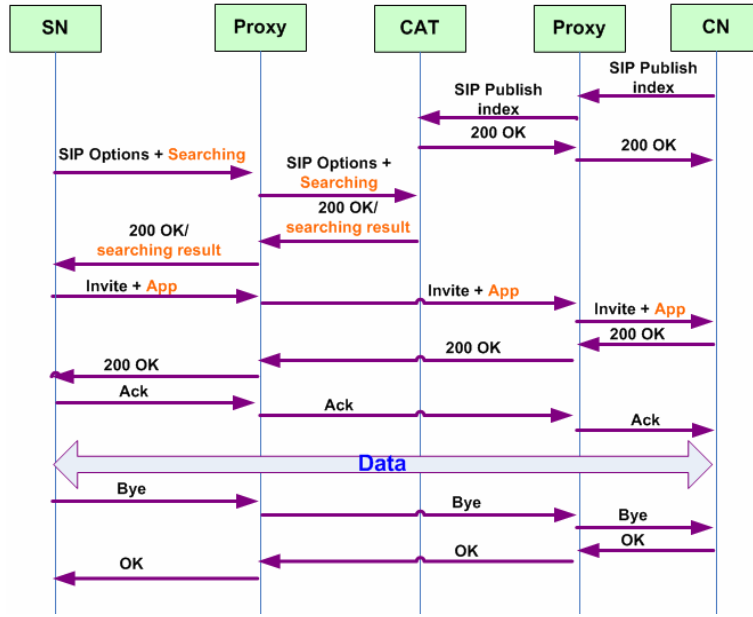 SN
Proxy
CAT
Proxy
CN
SIP Publish
index
SIP Publish
index
200 OK
200 OK
SIP Options + Searching
SIP Options +
Searching
200 OK/
searching result
200 OK/
searching result
Invite + App
Invite + App
Invite + App
200 OK
200 OK
200 OK
Ack
Ack
Ack
Data
Bye
Bye
Bye
OK
OK
OK